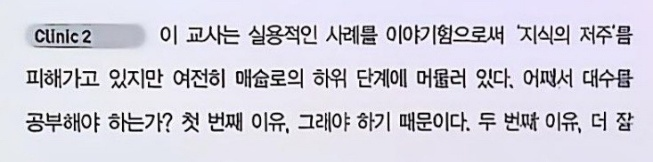 Clinic 2 이 교사는 실용적인 사례를 이야기함으로써 '지식의 저주'를
피해가고 있지만 여전히 매슬로의 하위 단계에 머물러 있다. 어째서 대수를
공부해야 하는가? 첫 번째 이유, 그래야 하기 때문이다. 두 번째 이유, 더 잘